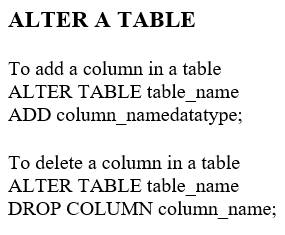 ALTER A TABLE
To add a column in a table
ALTER TABLE table_name
ADD column_namedatatype;
To delete a column in a table
ALTER TABLE table_name
DROP COLUMN column_name;